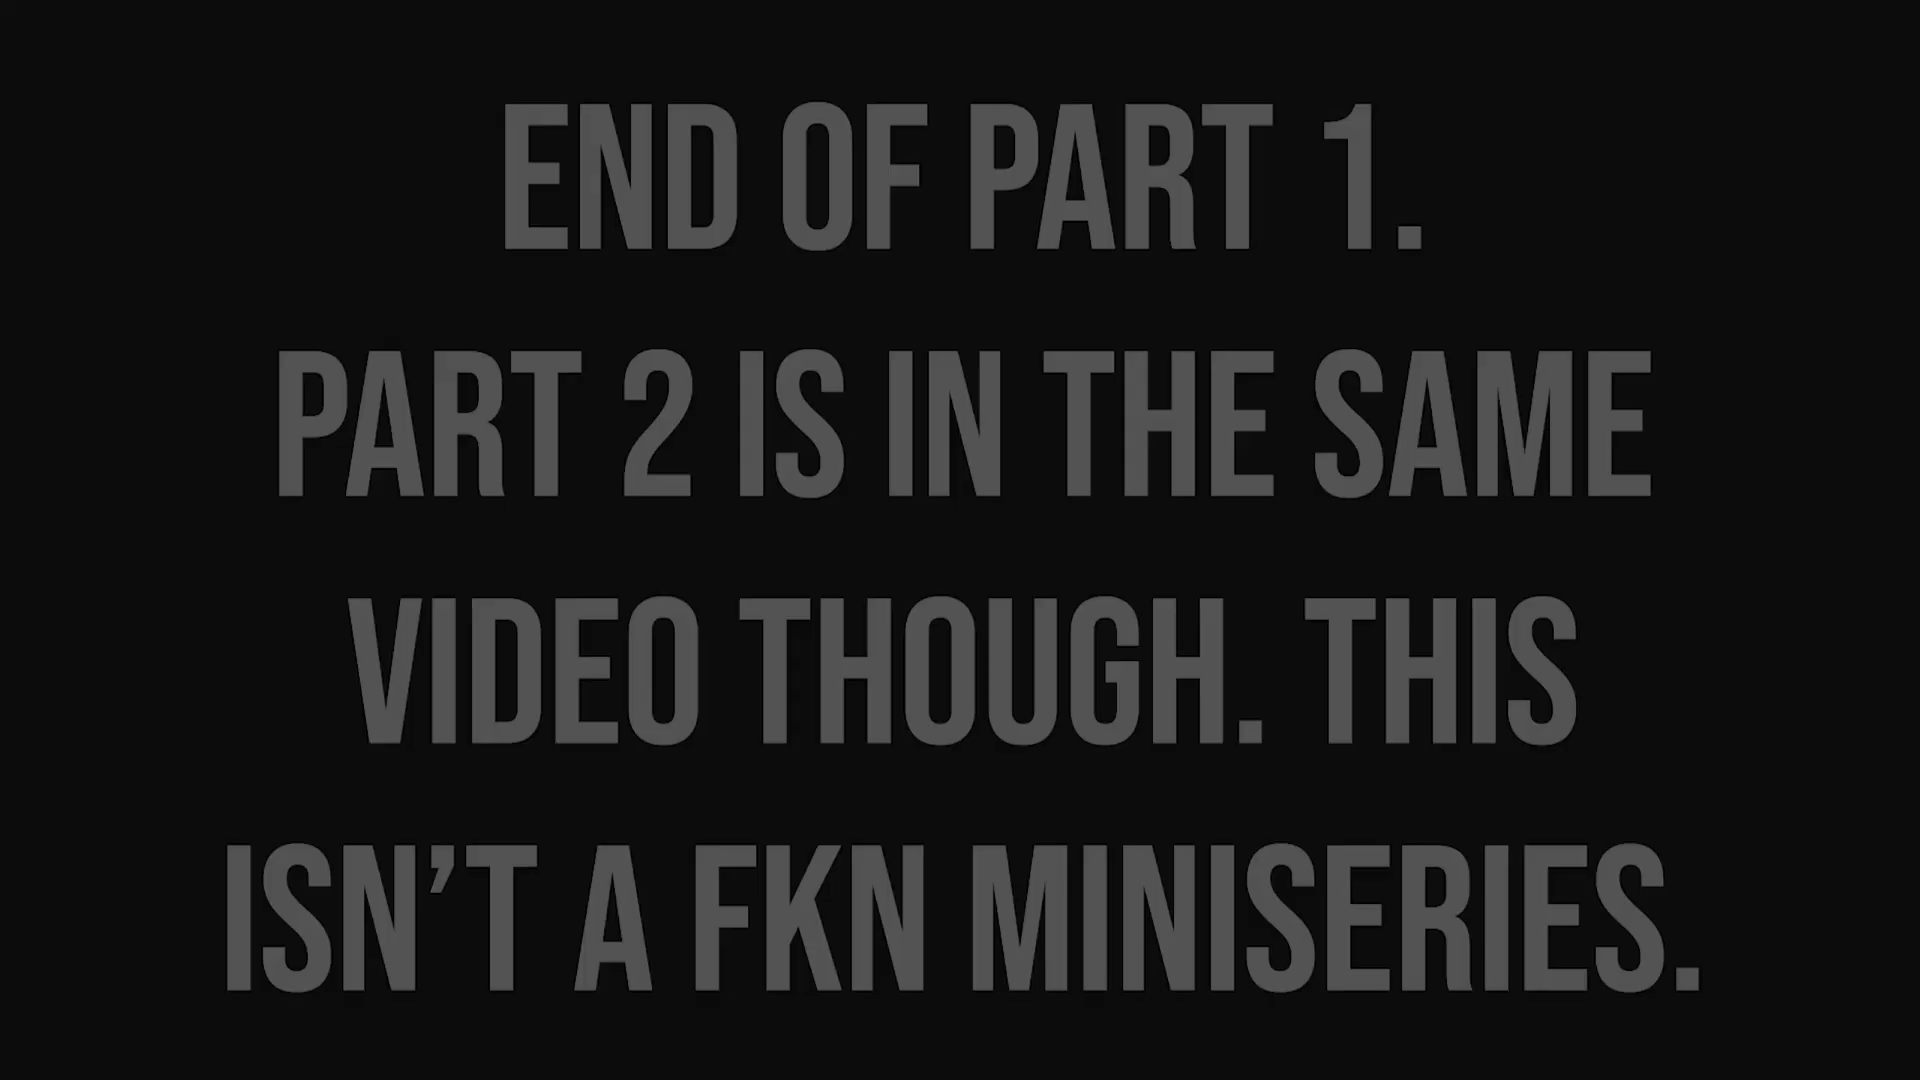 END OF PART 1.
PART 2 IS IN THE SAME
VIDEO THOUGH. THIS
ISN’T A FKN MINISERIES.